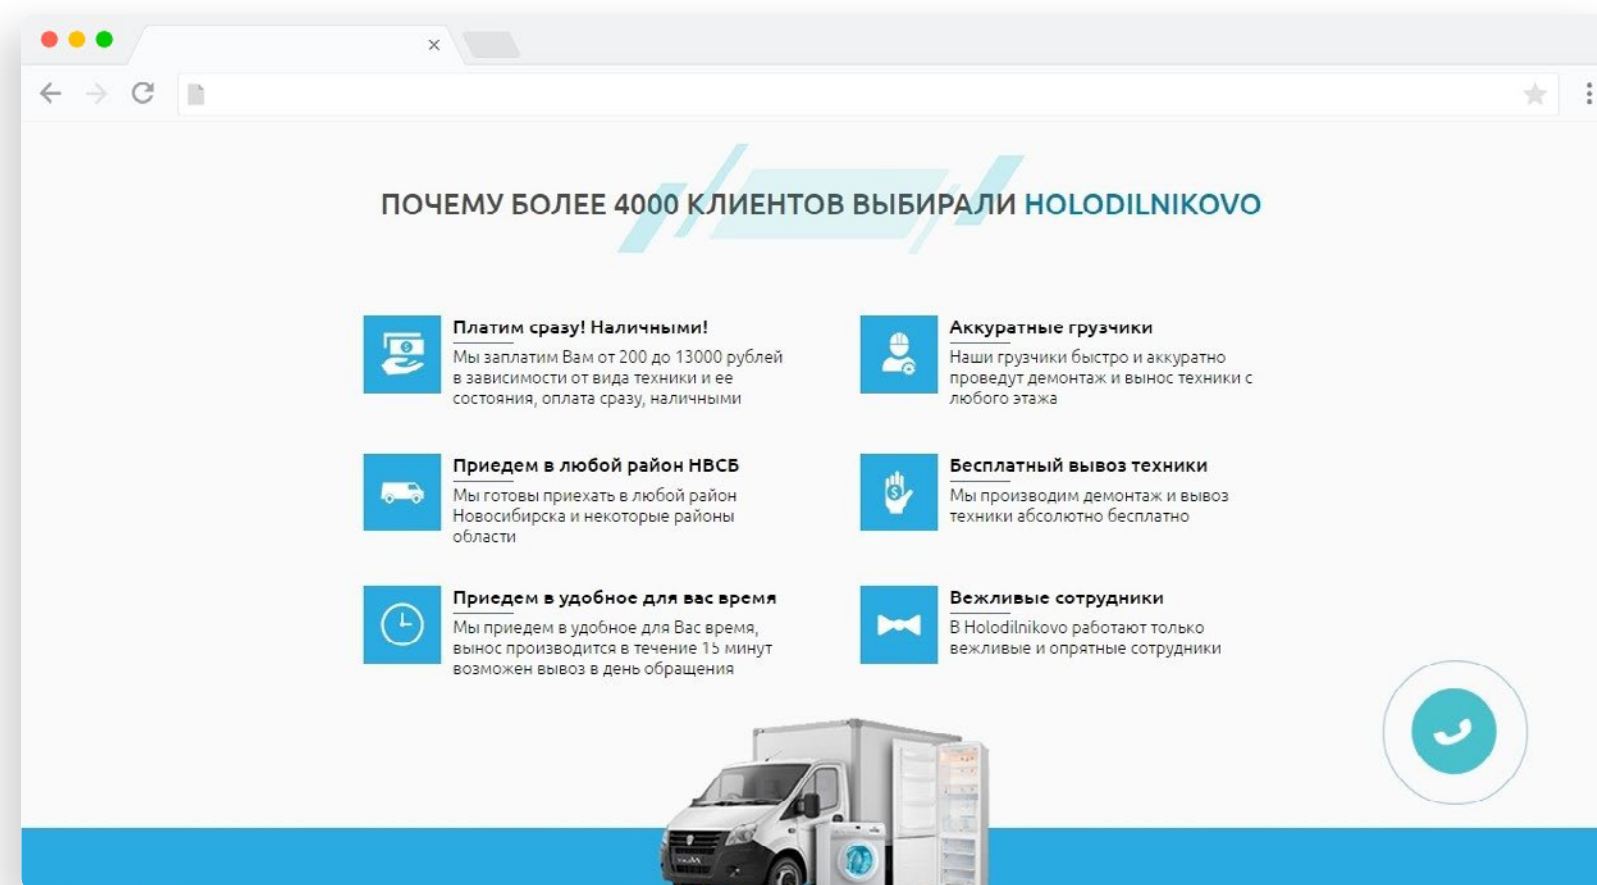 ПОЧЕМУ БОЛЕЕ 4000 КЛИЕНТОВ ВЫБИРАЛИ HOLODILNIKOVO
Платим сразу! Наличными!
Мы заплатим Вам от 200 до 13000 рублей
в зависимости от вида техники и ее
состояния, оплата сразу, наличными
Аккуратные грузчики
Наши грузчики быстро и аккуратно
проведут демонтаж и вынос техники с
любого этажа
Приедем в любой район НВСБ
Мы готовы приехать в любой район
Новосибирска и некоторые районы
области
Бесплатный вывоз техники
Мы производим демонтаж и вывоз
техники абсолютно бесплатно
Приедем в удобное для вас время
Мы приедем в удобное для Вас время,
вынос производится в течение 15 минут
возможен вывоз в день обращения
Вежливые сотрудники
В Holodilnikovo работают только
вежливые и опрятные сотрудники